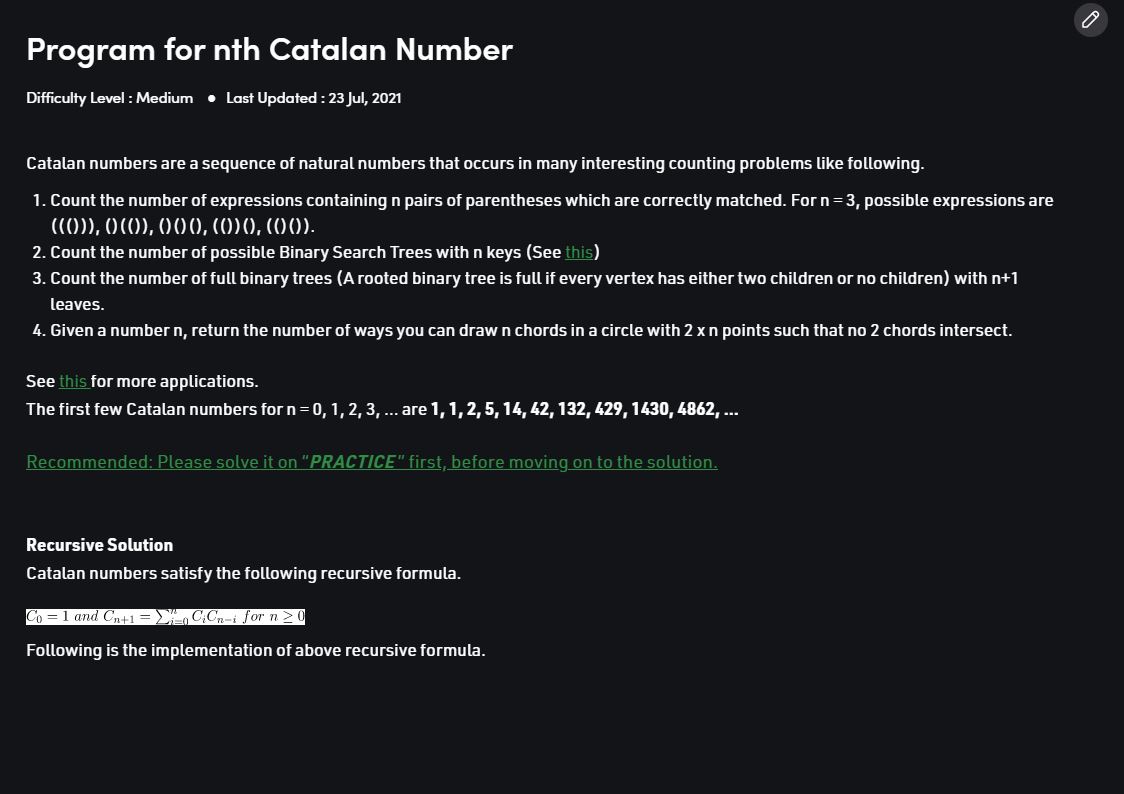 Program for nth Catalan Number
Difficulty Level : Medium ● Last Updated : 23 Jul, 2021
Catalan numbers are a sequence of natural numbers that occurs in many interesting counting problems like following.
1. Count the number of expressions containing n pairs of parentheses which are correctly matched. For n = 3, possible expressions are
((())), ()(()), ()()(), (())(), (()()).
2. Count the number of possible Binary Search Trees with n keys (See this)
3. Count the number of full binary trees (A rooted binary tree is full if every vertex has either two children or no children) with n+1
leaves.
4. Given a number n, return the number of ways you can draw n chords in a circle with 2 x n points such that no 2 chords intersect.
See this for more applications.
The first few Catalan numbers for n = 0, 1, 2, 3, … are 1, 1, 2, 5, 14, 42, 132, 429, 1430, 4862, …
Recommended: Please solve it on “PRACTICE” first, before moving on to the solution.
Recursive Solution
Catalan numbers satisfy the following recursive formula.
C₀ = 1 and Cₙ₊₁ = ∑ⁿᵢ₌₀ CᵢCₙ₋ᵢ for n ≥ 0
Following is the implementation of above recursive formula.